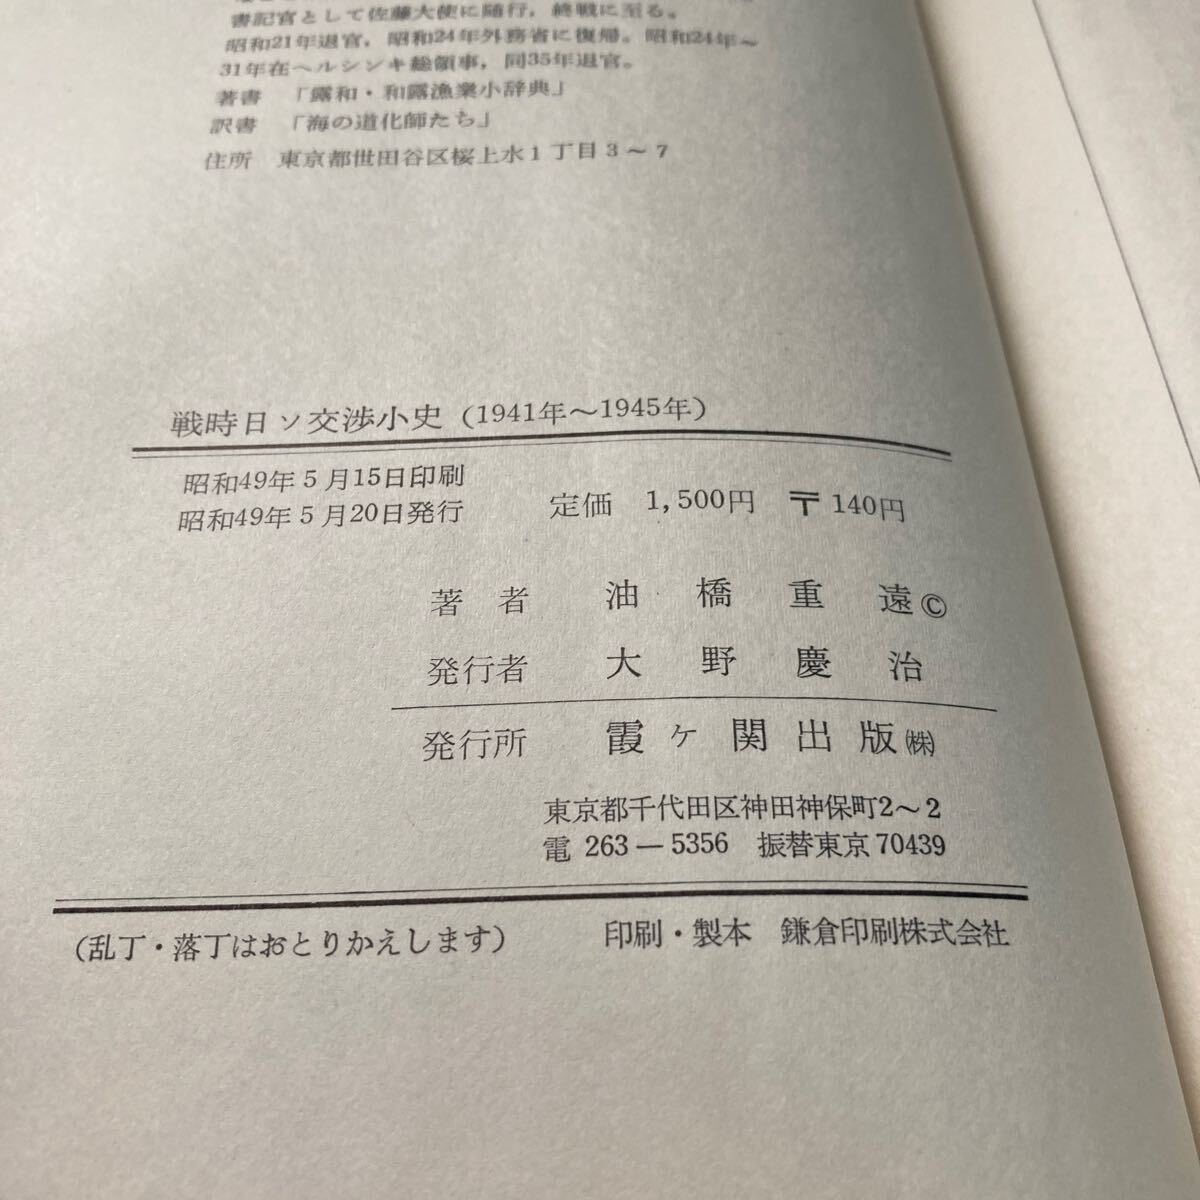 書記官として佐藤大使に随行，終戦に至る。
昭和21年退官，昭和24年外務省に復帰。昭和24年～
31年在ヘルシンキ総領事，同35年退官。
著書　「露和・和露漁業小辞典」
訳書　「海の道化師たち」
住所　東京都世田谷区桜上水1丁目3～7
戦時日ソ交渉小史（1941年～1945年）
昭和49年5月15日印刷
昭和49年5月20日発行
定価　1,500円　〒140円
著　者　油　橋　重　遠©
発行者　大　野　慶　治
発行所　霞ヶ関出版㈱
東京都千代田区神田神保町2～2
電 263－5356　振替東京70439
（乱丁・落丁はおとりかえします）　印刷・製本　鎌倉印刷株式会社